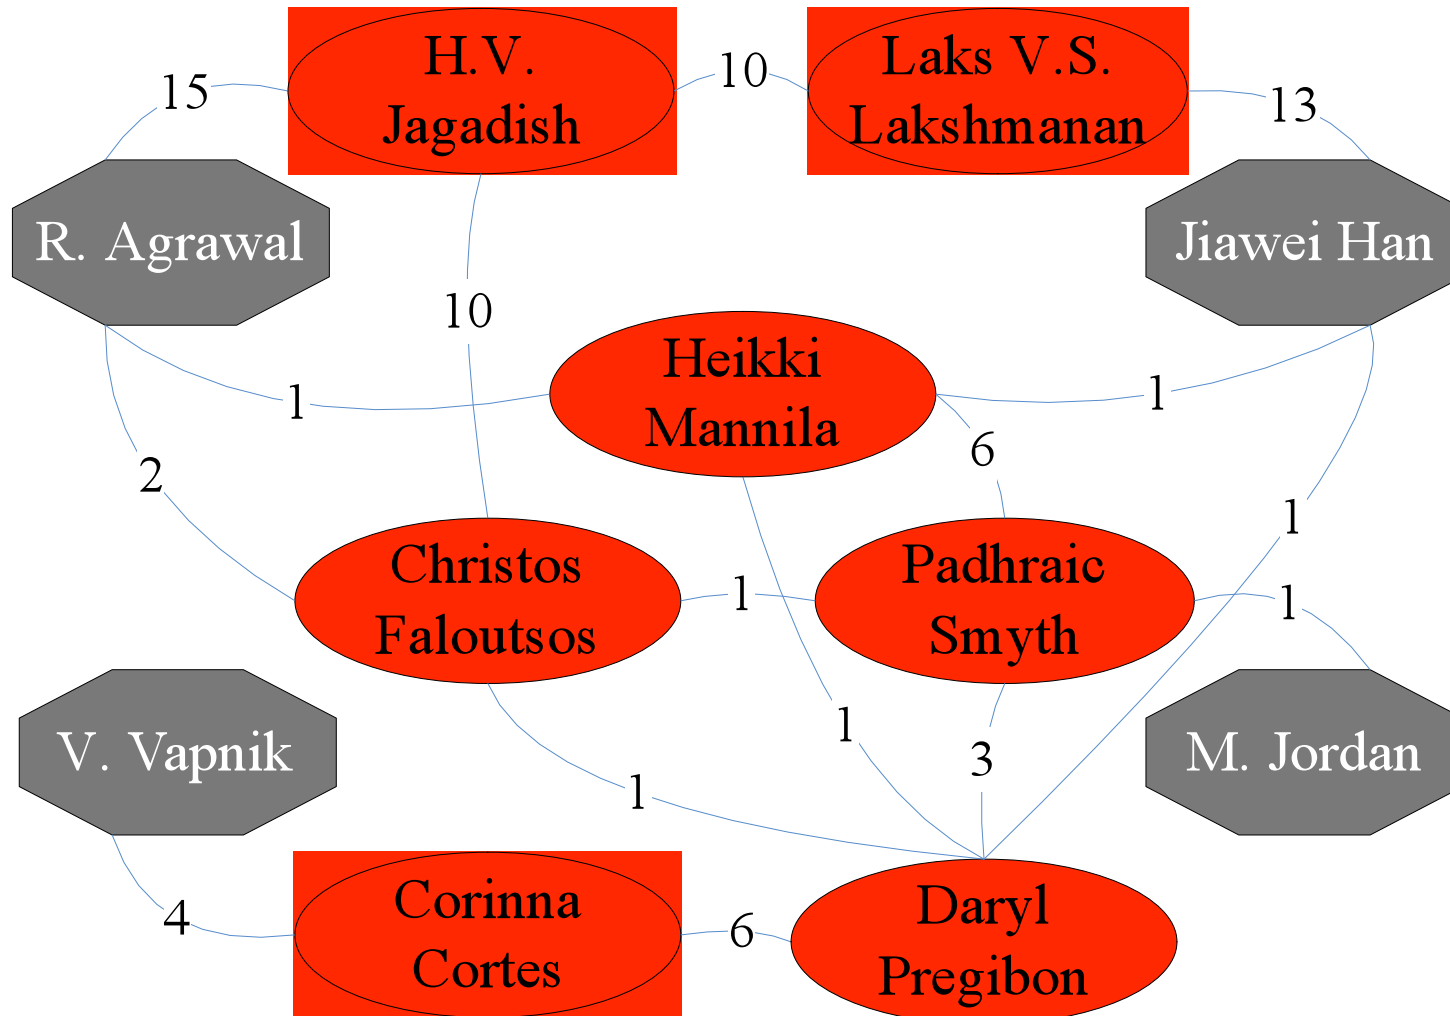 H.V.
Jagadish
10
Laks V.S.
Lakshmanan
15
13
R. Agrawal
Jiawei Han
10
Heikki
Mannila
1
1
6
2
1
Christos
Faloutsos
1
Padhraic
Smyth
1
V. Vapnik
1
3
1
M. Jordan
4
Corinna
Cortes
6
Daryl
Pregibon